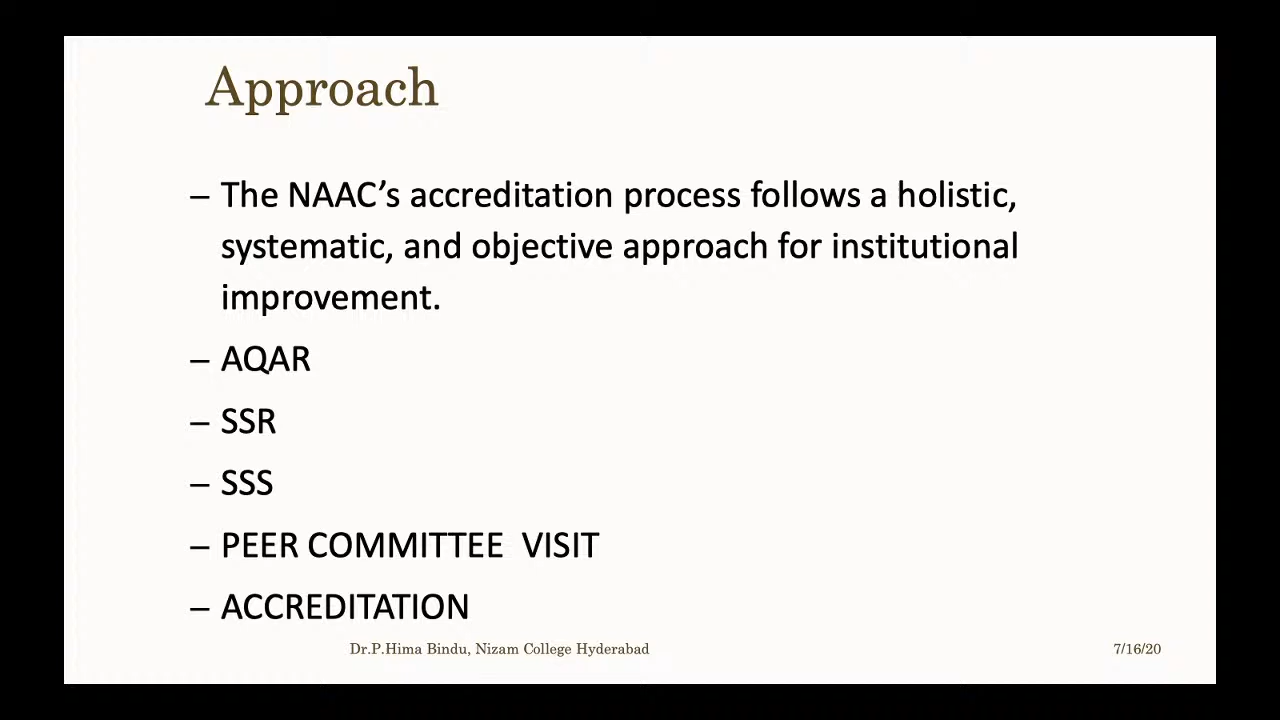 Approach
– The NAAC’s accreditation process follows a holistic,
systematic, and objective approach for institutional
improvement.
– AQAR
– SSR
– SSS
– PEER COMMITTEE  VISIT
– ACCREDITATION
Dr.P.Hima Bindu, Nizam College Hyderabad 7/16/20